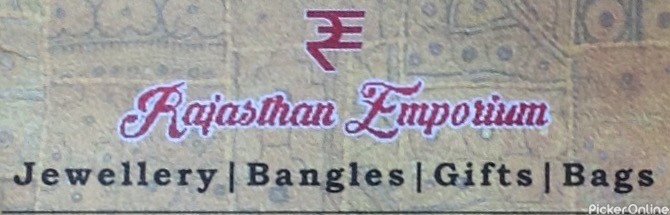 Rajasthan Emporium
Jewellery|Bangles|Gifts|Bags
PickerOnline